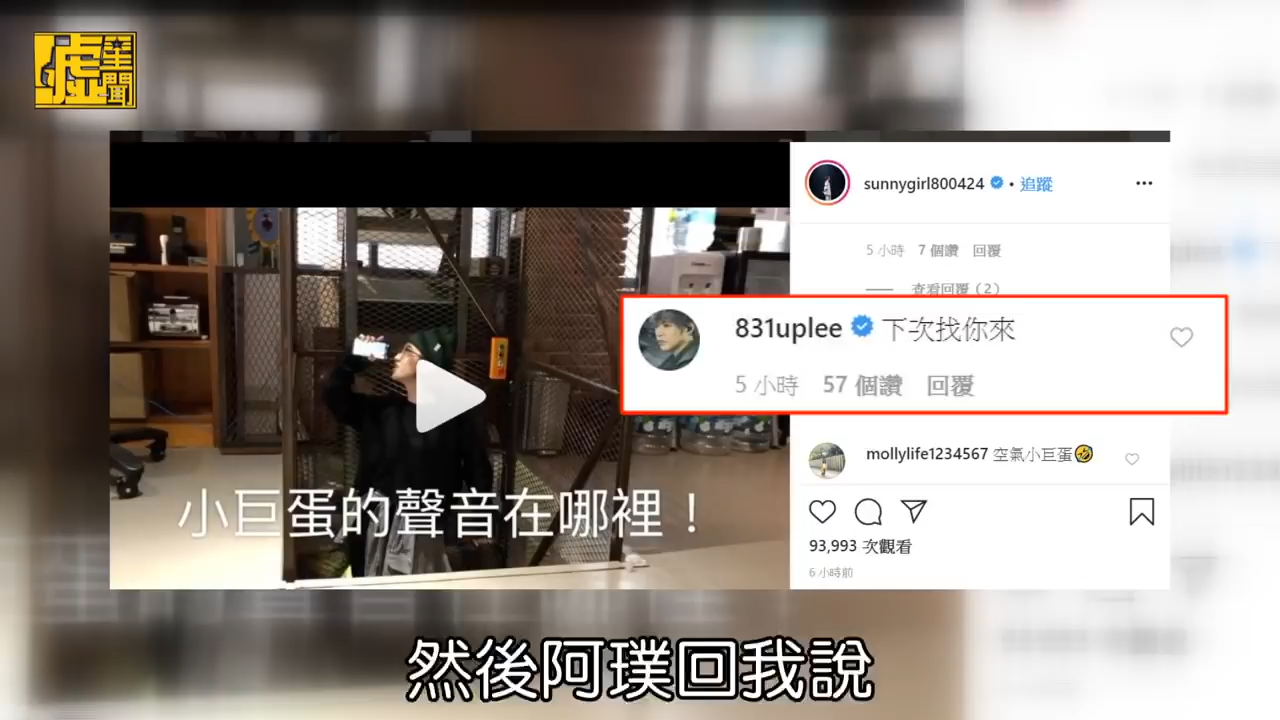 噓星聞
sunnygirl800424 • 追蹤
5 小時 7 個讚 回覆
查看回覆（2）
831uplee 下次找你來
5 小時 57 個讚 回覆
mollylife1234567 空氣小巨蛋🤣
93,993 次觀看
6 小時前
小巨蛋的聲音在哪裡！
然後阿璞回我說